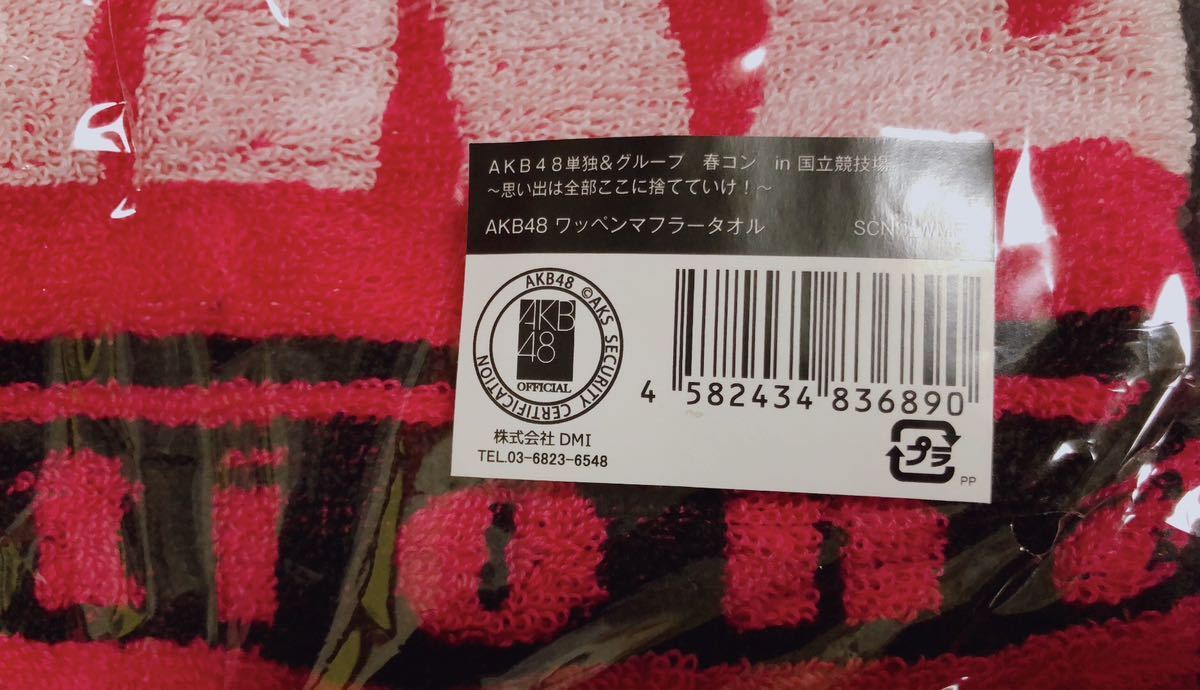 AKB48単独&グループ 春コン in 国立競技場
～思い出は全部ここに捨てていけ！～
AKB48 ワッペンマフラータオル
AKB48 ©AKS SECURITY CERTIFICATION
AKB
48
OFFICIAL
株式会社 DMI
TEL.03-6823-6548
4 582434 836890
プラ
PP